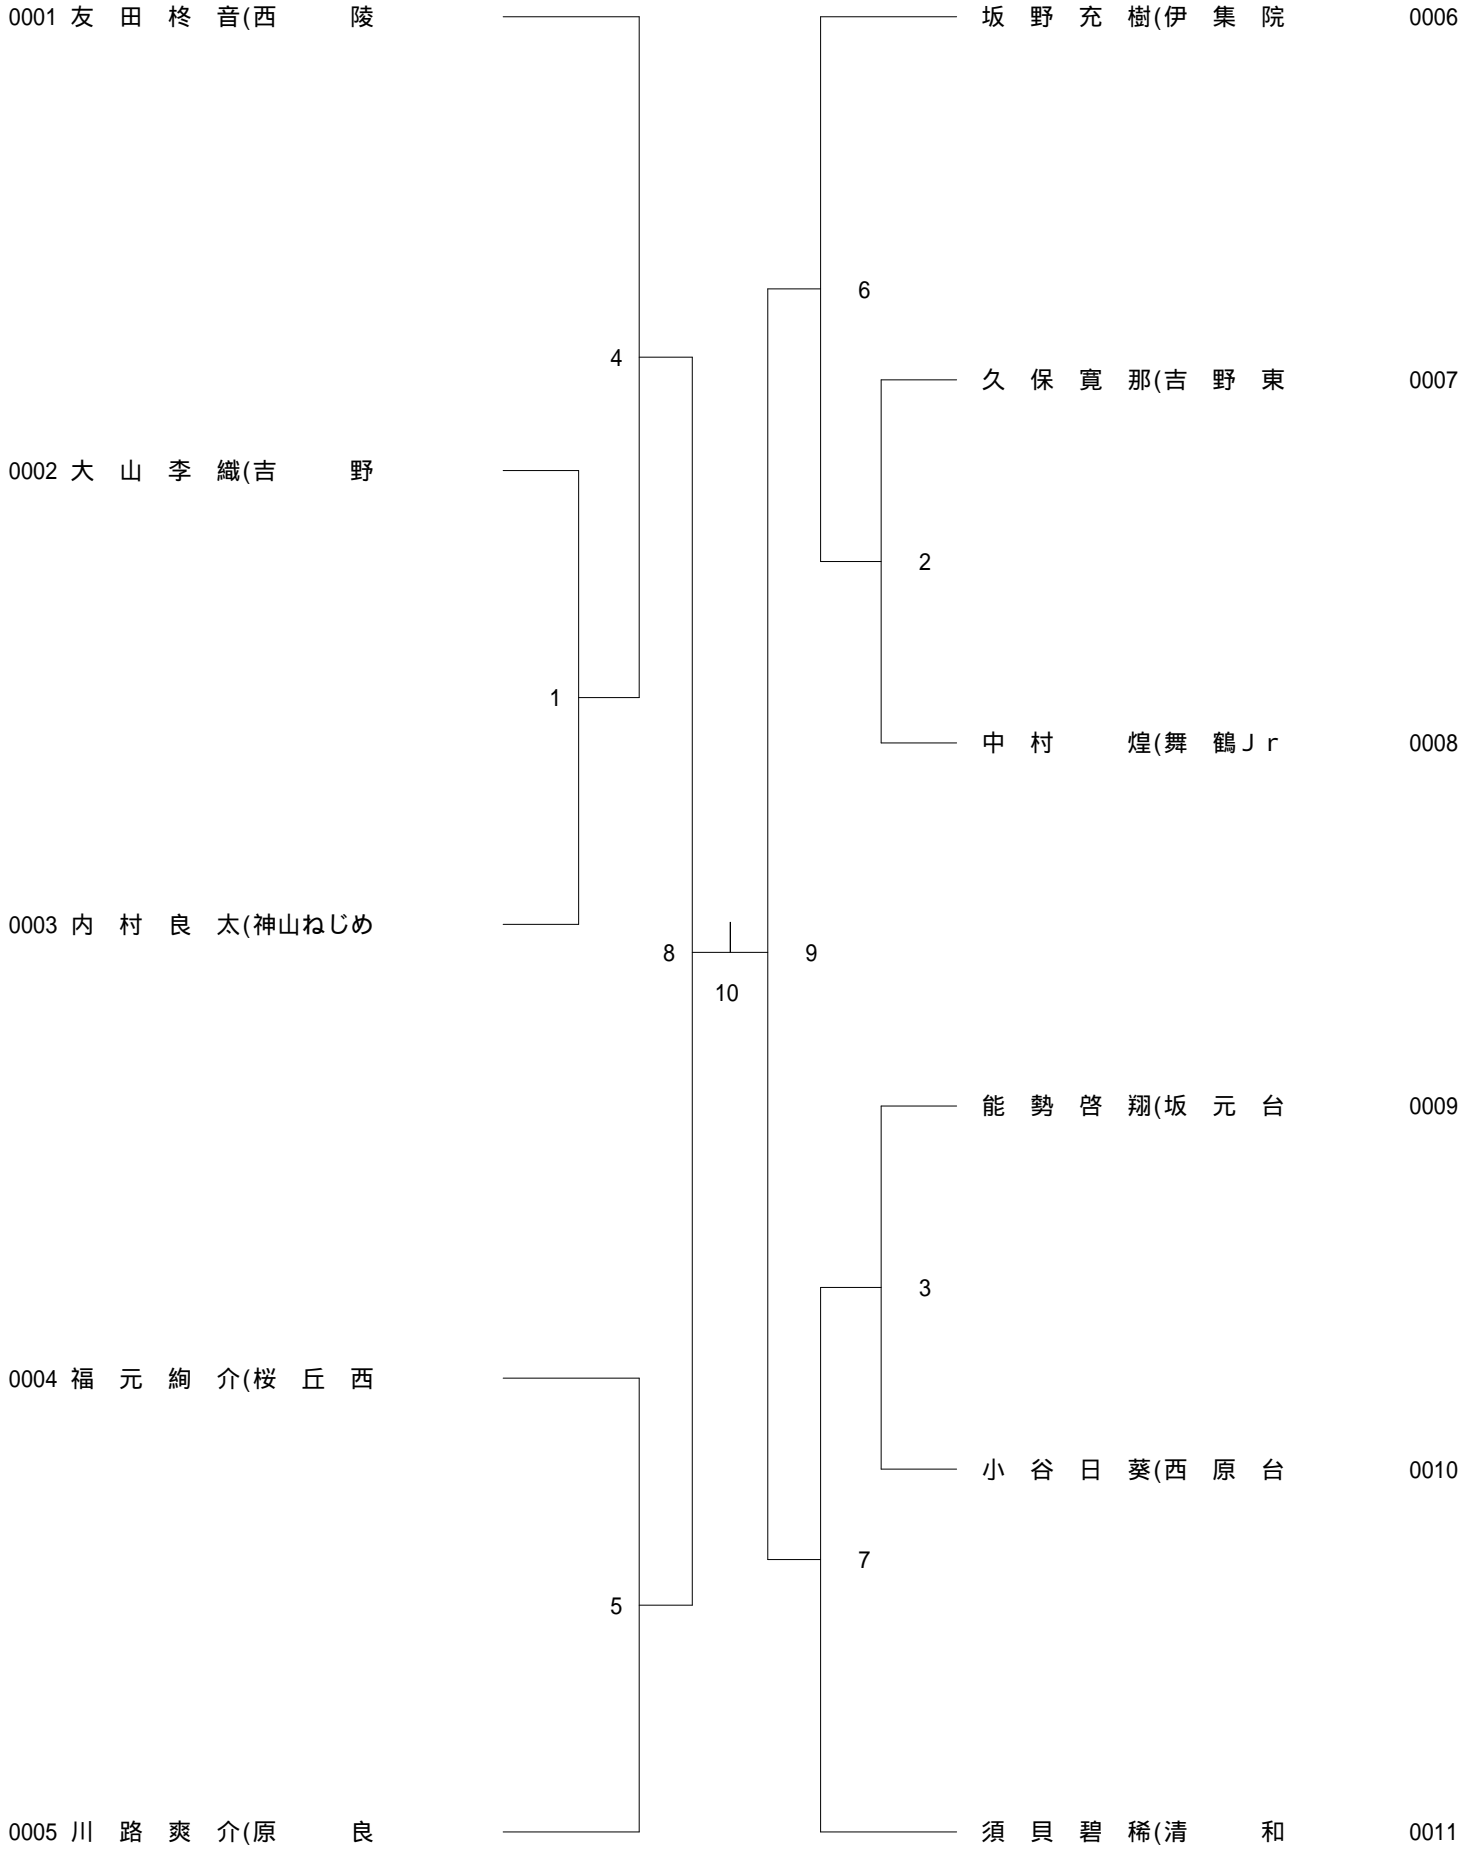 0001 友　田　柊　音(西　　　陵
坂　野　充　樹(伊　集　院 0006
6
4
久　保　寛　那(吉　野　東 0007
0002 大　山　李　織(吉　　　野
2
1
中　村　　　煌(舞　鶴Ｊｒ 0008
0003 内　村　良　太(神山ねじめ
8
9
10
能　勢　啓　翔(坂　元　台 0009
3
0004 福　元　絢　介(桜　丘　西
小　谷　日　葵(西　原　台 0010
7
5
0005 川　路　爽　介(原　　　良
須　貝　碧　稀(清　　　和 0011